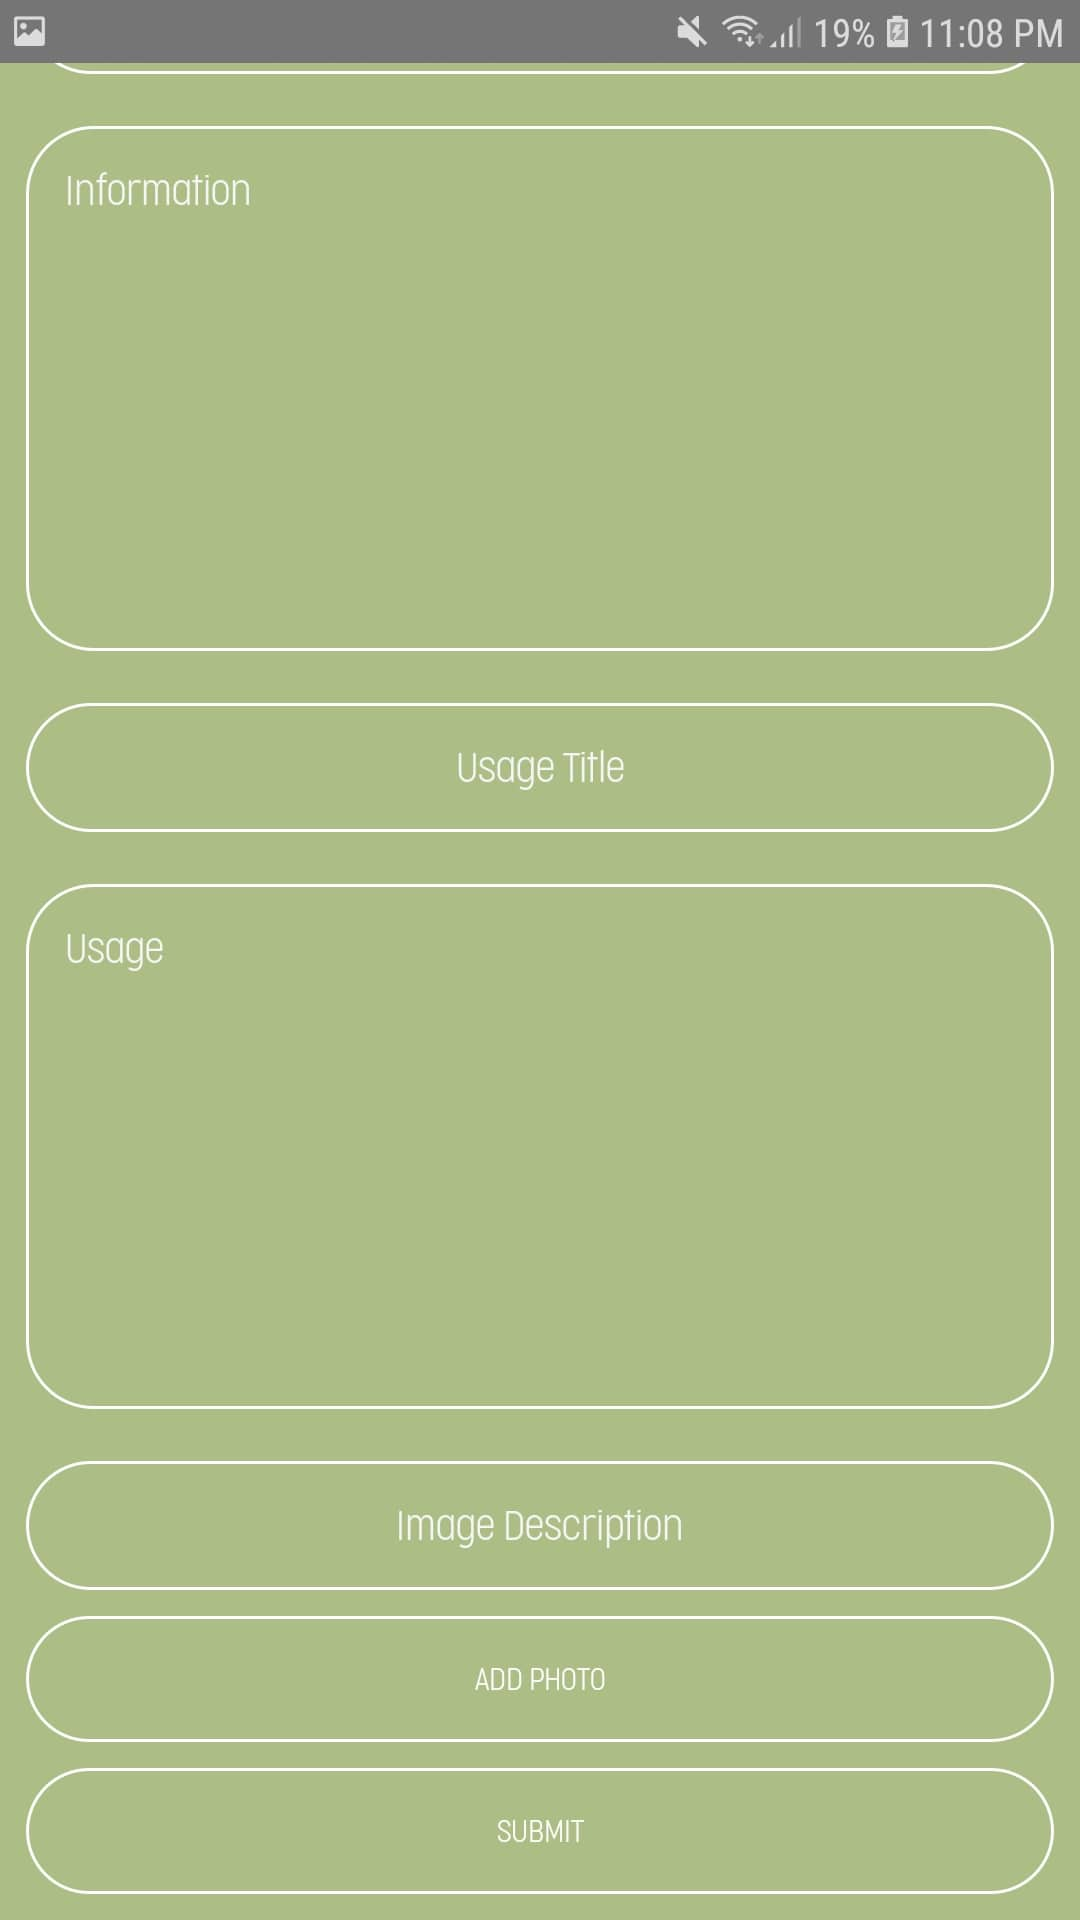 19% 11:08 PM
Information
Usage Title
Usage
Image Description
ADD PHOTO
SUBMIT